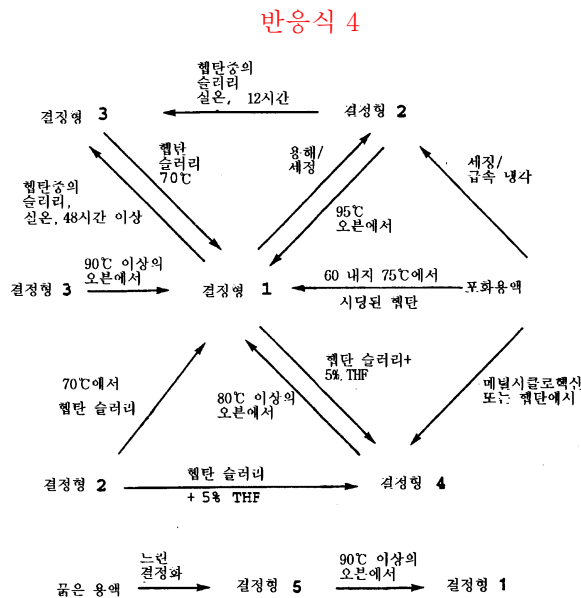 반응식 4
헵탄중의
슬러리
실온, 12시간
결정형 3
결정형 2
헵탄
슬러리
70℃
용해/
세정
세정/
급속 냉각
헵탄중의
슬러리,
실온, 48시간 이상
95℃
오븐에서
90℃ 이상의
오븐에서
결정형 3
결정형 1
60 내지 75℃에서
시딩된 헵탄
포화용액
70℃에서
헵탄 슬러리
80℃ 이상의
오븐에서
헵탄 슬러리+
5% THF
메틸시클로헥산
또는 헵탄에서
결정형 2
헵탄 슬러리
+ 5% THF
결정형 4
느린
결정화
90℃ 이상의
오븐에서
묽은 용액
결정형 5
결정형 1